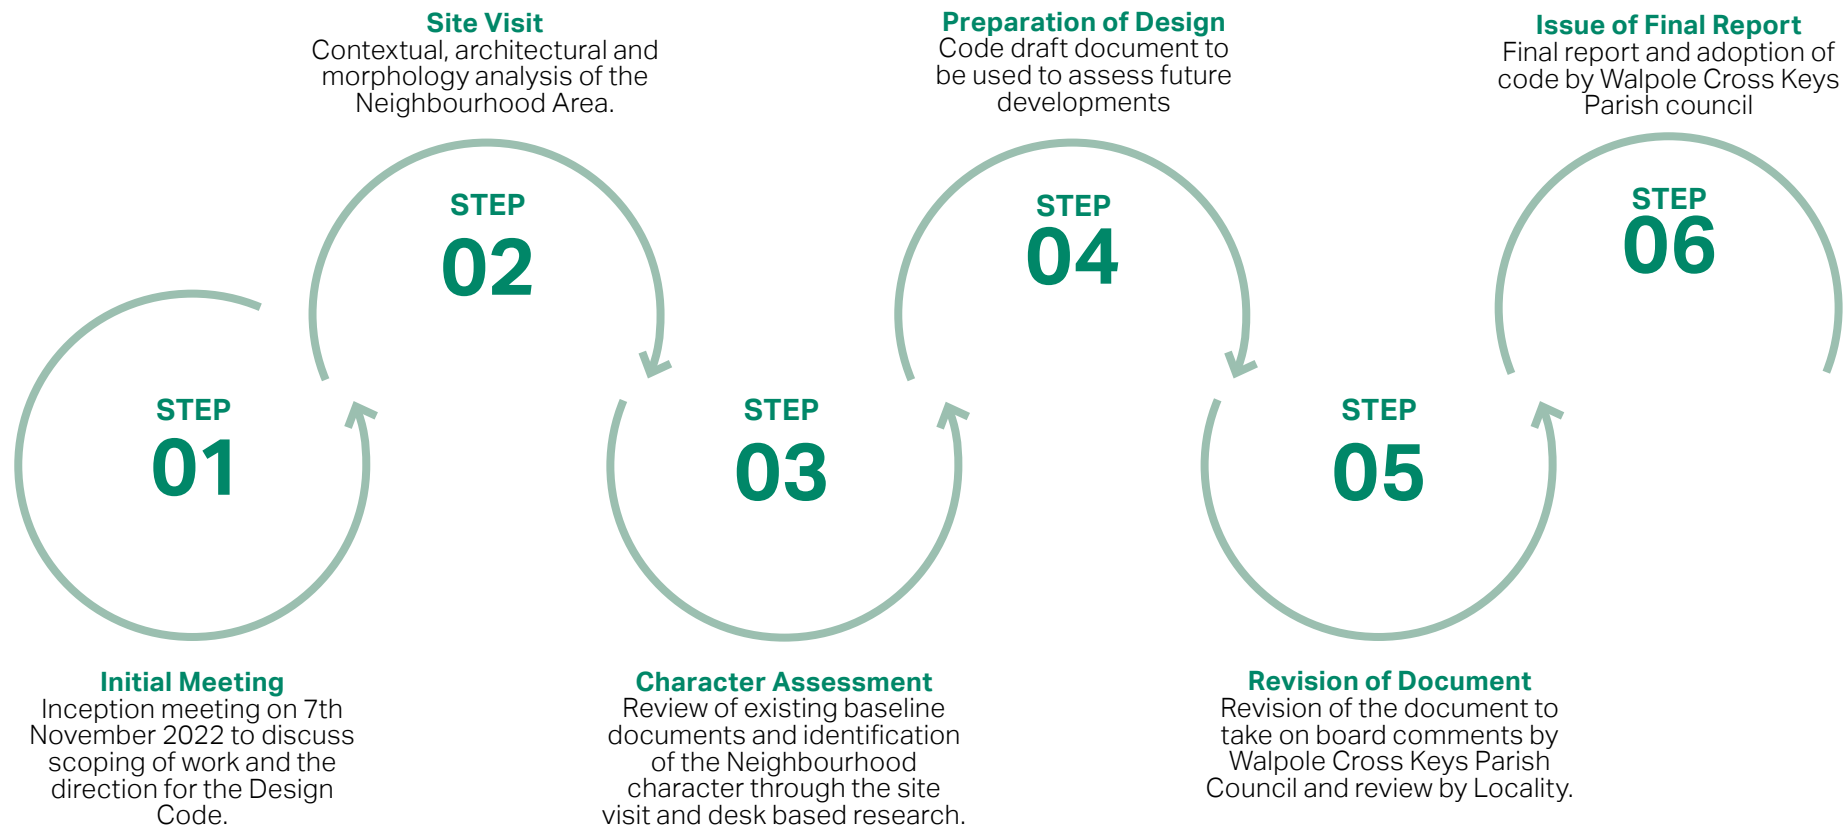 STEP
01
Initial Meeting
Inception meeting on 7th
November 2022 to discuss
scoping of work and the
direction for the Design
Code.
Site Visit
Contextual, architectural and
morphology analysis of the
Neighbourhood Area.
STEP
02
STEP
03
Character Assessment
Review of existing baseline
documents and identification
of the Neighbourhood
character through the site
visit and desk based research.
Preparation of Design
Code draft document to
be used to assess future
developments
STEP
04
STEP
05
Revision of Document
Revision of the document to
take on board comments by
Walpole Cross Keys Parish
Council and review by Locality.
Issue of Final Report
Final report and adoption of
code by Walpole Cross Keys
Parish council
STEP
06